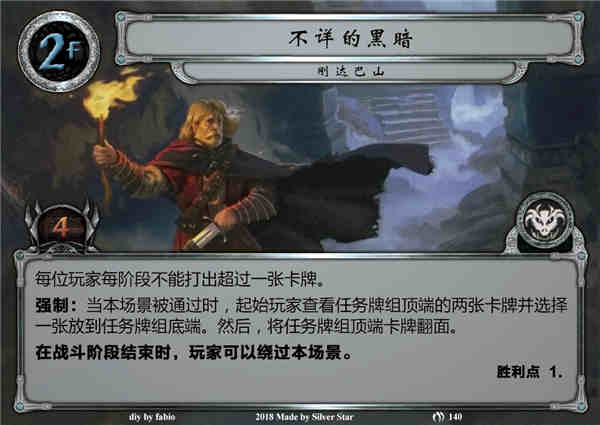 2F
不详的黑暗
刚达巴山
4
每位玩家每阶段不能打出超过一张卡牌。
强制：当本场景被通过时，起始玩家查看任务牌组顶端的两张卡牌并选择
一张放到任务牌组底端。然后，将任务牌组顶端卡牌翻面。
在战斗阶段结束时，玩家可以绕过本场景。
胜利点 1.
diy by fabio 2018 Made by Silver Star 140